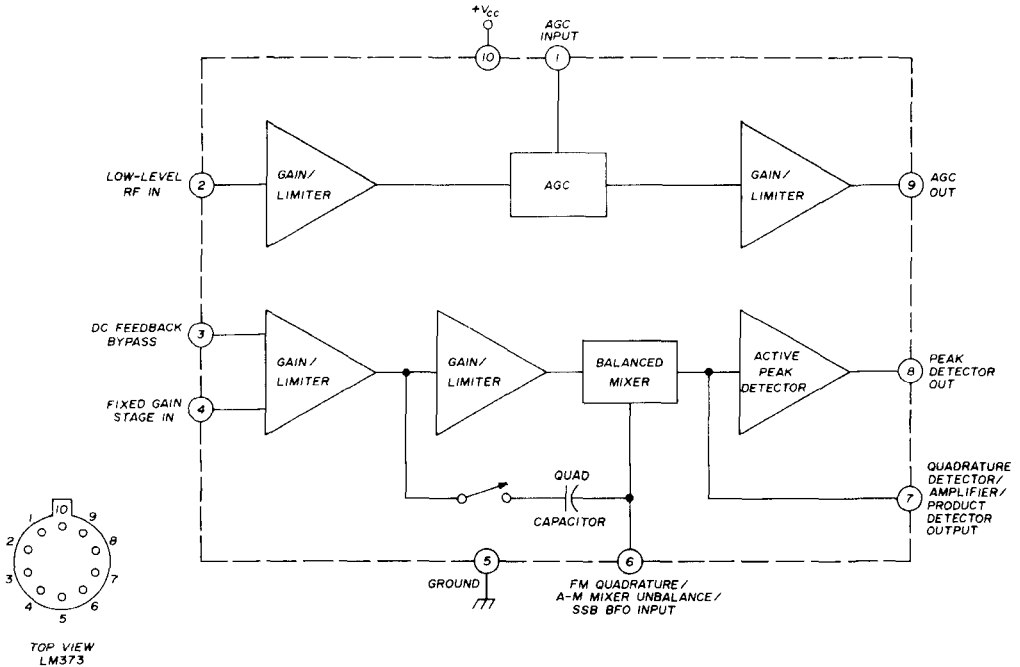 +VCC
AGC
INPUT
10
1
LOW-LEVEL
RF IN
2
GAIN/
LIMITER
AGC
GAIN/
LIMITER
9
AGC
OUT
DC FEEDBACK
BYPASS
3
GAIN/
LIMITER
GAIN/
LIMITER
BALANCED
MIXER
ACTIVE
PEAK
DETECTOR
8
PEAK
DETECTOR
OUT
FIXED GAIN
STAGE IN
4
QUAD
CAPACITOR
7
QUADRATURE
DETECTOR/
AMPLIFIER/
PRODUCT
DETECTOR
OUTPUT
5
GROUND
6
FM QUADRATURE/
A-M MIXER UNBALANCE/
SSB BFO INPUT
10
1
9
2
8
3
7
4
6
5
TOP VIEW
LM373